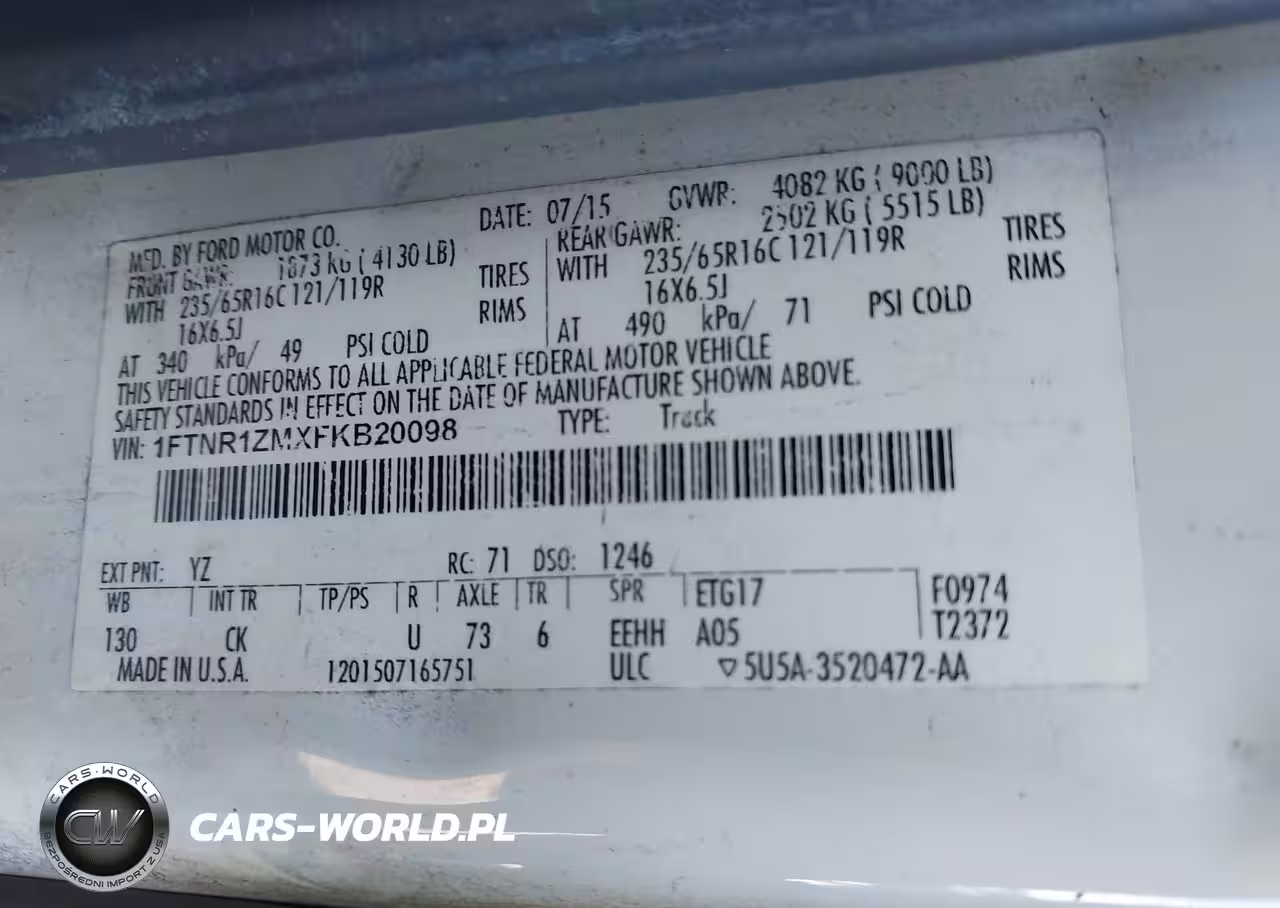 MFD. BY FORD MOTOR CO.
DATE: 07/15
GVWR: 4082 KG ( 9000 LB)
FRONT GAWR: 1873 KG ( 4130 LB)
REAR GAWR: 2502 KG ( 5515 LB)
WITH 235/65R16C 121/119R TIRES
WITH 235/65R16C 121/119R TIRES
16X6.5J RIMS
16X6.5J RIMS
AT 340 kPa/ 49 PSI COLD
AT 490 kPa/ 71 PSI COLD
THIS VEHICLE CONFORMS TO ALL APPLICABLE FEDERAL MOTOR VEHICLE
SAFETY STANDARDS IN EFFECT ON THE DATE OF MANUFACTURE SHOWN ABOVE.
VIN: 1FTNR1ZMXFKB20098
TYPE: Truck
EXT PNT: YZ RC: 71 DSO: 1246
WB INT TR TP/PS R AXLE TR SPR ETG17 F0974
130 CK U 73 6 EEHH A05 T2372
MADE IN U.S.A. 1201507165751 ULC ▽5U5A-3520472-AA
CARS-WORLD
CW
BEZPOŚREDNI IMPORT Z USA
CARS-WORLD.PL